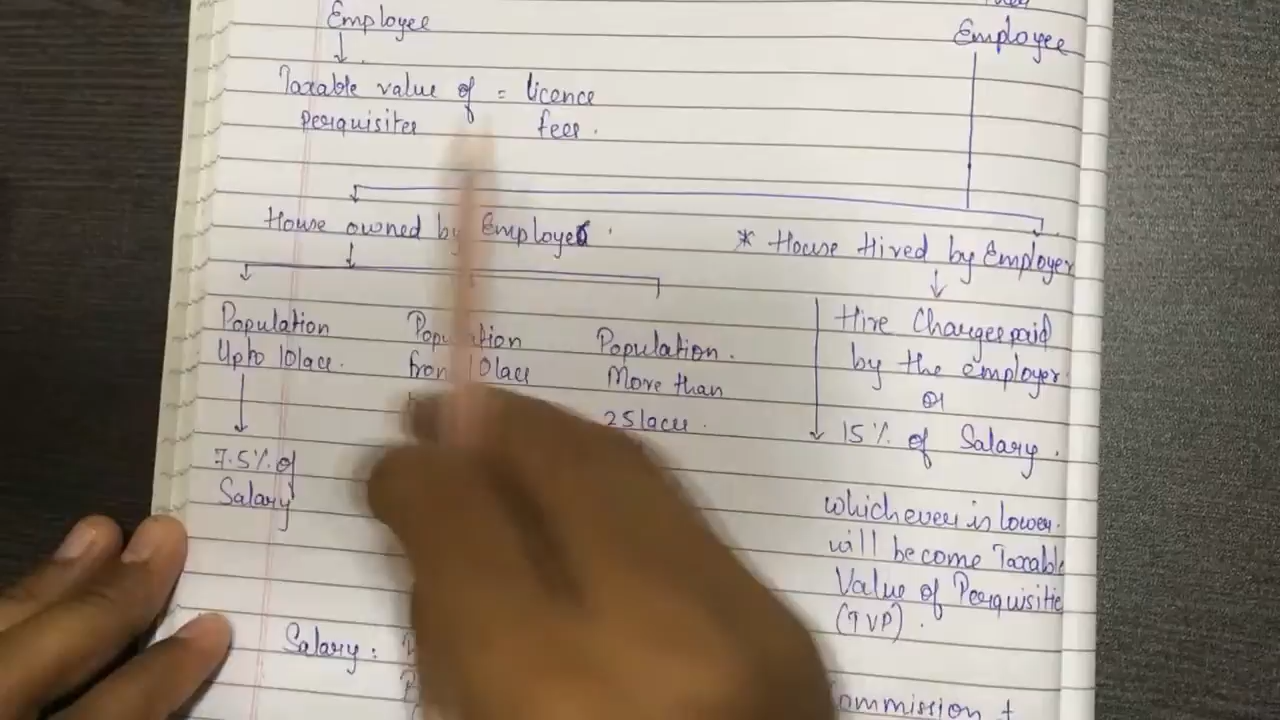 Employee
Employee
Taxable value of = licence
perquisites fees.
House owned by Employer.
* House Hired by Employer
Population
Upto 10lacs.
7.5% of
Salary
Population
from 10lacs
Population.
More than
25lacs.
Hire Charges paid
by the employer
or
15% of Salary.
whichever is lower.
will become Taxable
Value of Perquisite
(TVP).
Salary:
Commission +